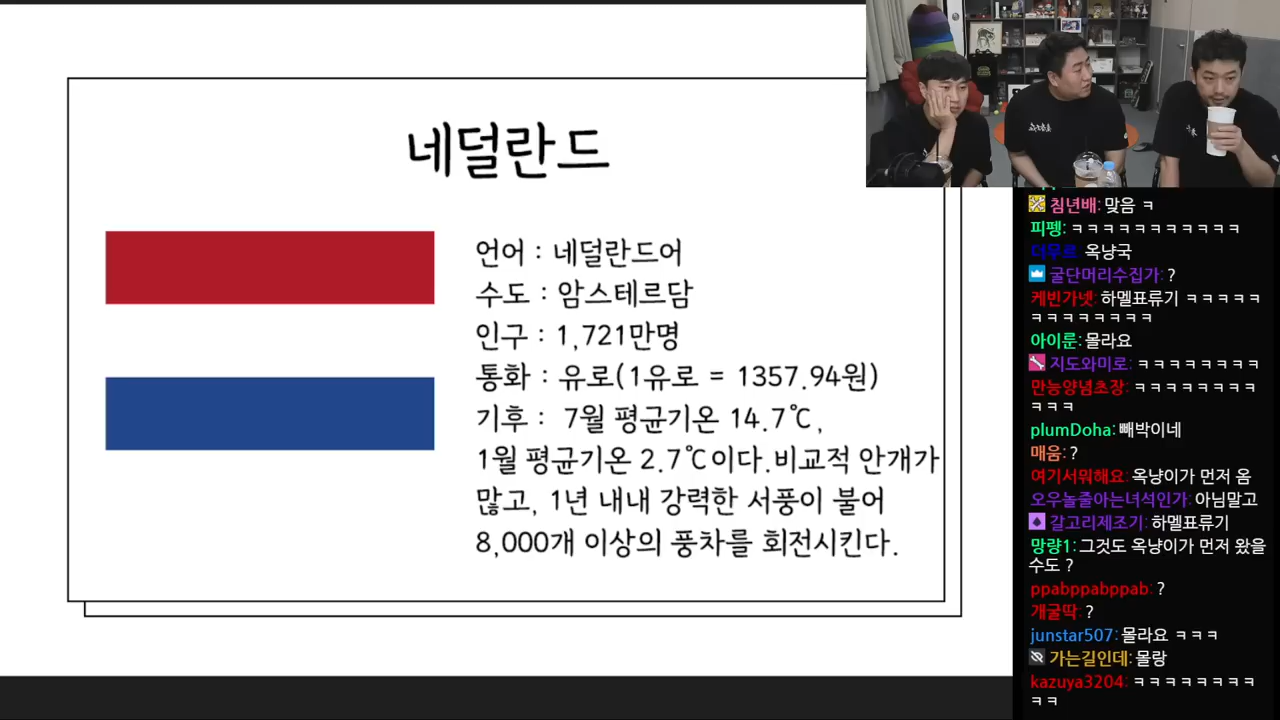 네덜란드
언어 : 네덜란드어
수도 : 암스테르담
인구 : 1,721만명
통화 : 유로(1유로 = 1357.94원)
기후 : 7월 평균기온 14.7℃,
1월 평균기온 2.7℃이다.비교적 안개가
많고, 1년 내내 강력한 서풍이 불어
8,000개 이상의 풍차를 회전시킨다.
침년배: 맞음 ㅋ
피펭: ㅋㅋㅋㅋㅋㅋㅋㅋㅋㅋㅋ
더무르: 옥냥국
굴단머리수집가: ?
케빈가넷: 하멜표류기 ㅋㅋㅋㅋㅋ
ㅋㅋㅋㅋㅋㅋㅋㅋ
아이룬: 몰라요
지도와미로: ㅋㅋㅋㅋㅋㅋㅋㅋ
만능양념초장: ㅋㅋㅋㅋㅋㅋㅋㅋ
ㅋㅋㅋ
plumDoha: 빼박이네
매움: ?
여기서뭐해요: 옥냥이가 먼저 옴
오우놀줄아는녀석인가: 아님말고
갈고리제조기: 하멜표류기
망량1: 그것도 옥냥이가 먼저 왔을
수도 ?
ppabppabppab: ?
개굴딱: ?
junstar507: 몰라요 ㅋㅋㅋ
가는길인데: 몰랑
kazuya3204: ㅋㅋㅋㅋㅋㅋㅋㅋ
ㅋㅋ